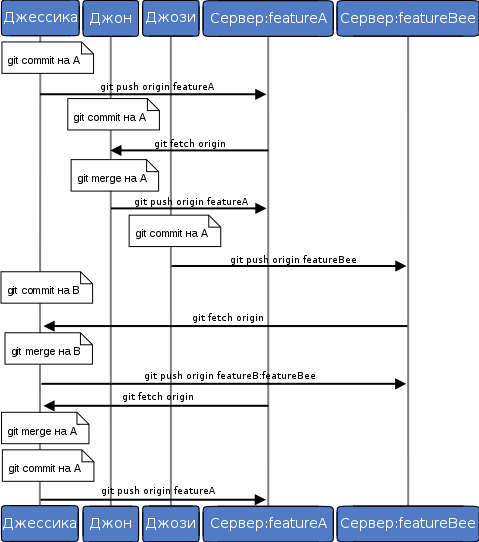 Джессика Джон Джози Сервер:featureA Сервер:featureBee
git commit на A
git push origin featureA
git commit на A
git fetch origin
git merge на A
git push origin featureA
git commit на A
git push origin featureBee
git commit на B
git fetch origin
git merge на B
git push origin featureB:featureBee
git fetch origin
git merge на A
git commit на A
git push origin featureA
Джессика Джон Джози Сервер:featureA Сервер:featureBee